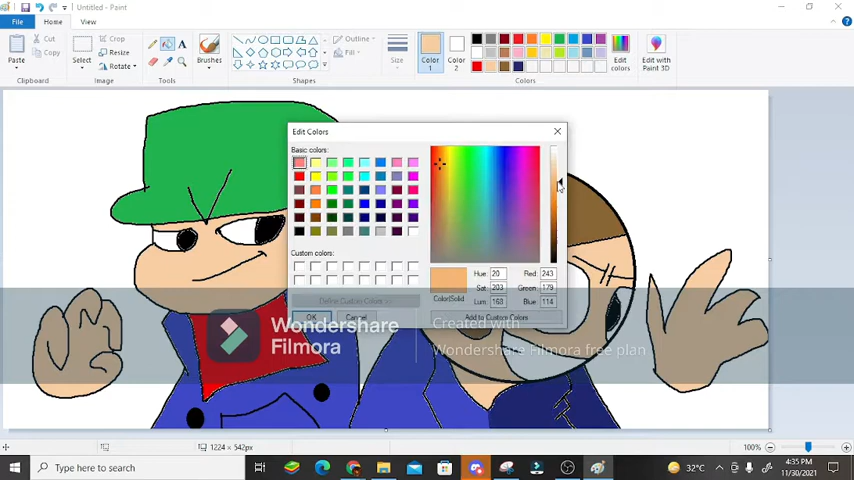 Untitled - Paint
File
Home
View
Paste
Cut
Copy
Clipboard
Select
Crop
Resize
Rotate
Image
Tools
Brushes
Shapes
Outline
Fill
Size
Color 1
Color 2
Colors
Edit colors
Edit with Paint 3D
Edit Colors
Basic colors:
Custom colors:
Define Custom Colors >>
OK
Cancel
Color|Solid
Hue: 20
Sat: 203
Lum: 168
Red: 243
Green: 179
Blue: 114
Add to Custom Colors
Wondershare
Filmora
Created with
Wondershare Filmora free plan
1224 × 542px
100%
Type here to search
32°C
4:35 PM
11/30/2021